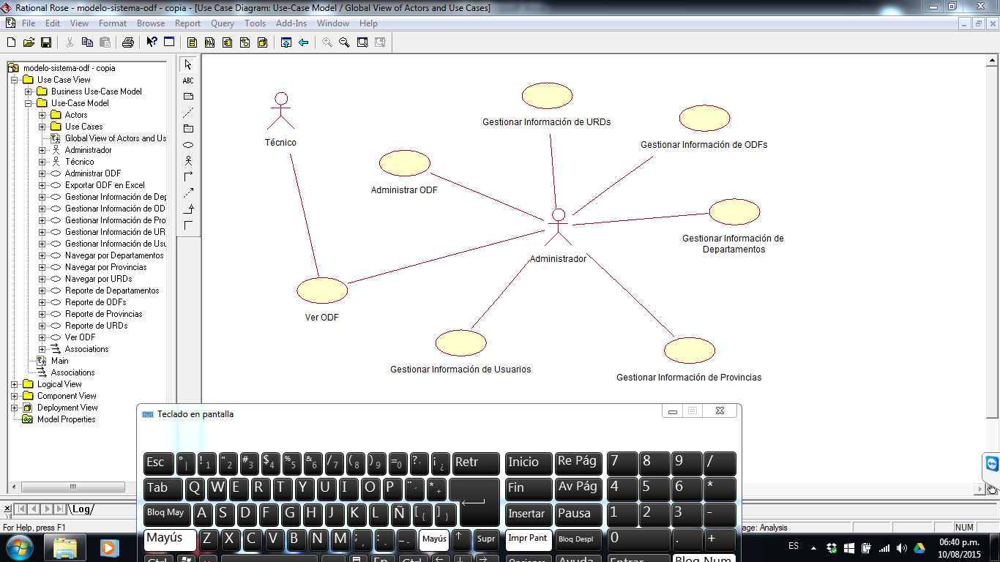 Rational Rose - modelo-sistema-odf - copia - [Use Case Diagram: Use-Case Model / Global View of Actors and Use Cases]
File Edit View Format Browse Report Query Tools Add-Ins Window Help
ABC
modelo-sistema-odf - copia
Use Case View
Business Use-Case Model
Use-Case Model
Actors
Use Cases
Global View of Actors and Us
Administrador
Técnico
Administrar ODF
Exportar ODF en Excel
Gestionar Información de Dep
Gestionar Información de OD
Gestionar Información de Pro
Gestionar Información de UR
Gestionar Información de Usu
Navegar por Departamentos
Navegar por Provincias
Navegar por URDs
Reporte de Departamentos
Reporte de ODFs
Reporte de Provincias
Reporte de URDs
Ver ODF
Associations
Main
Associations
Logical View
Component View
Deployment View
Model Properties
Técnico
Gestionar Información de URDs
Gestionar Información de ODFs
Administrar ODF
Gestionar Información de
Departamentos
Administrador
Ver ODF
Gestionar Información de Usuarios
Gestionar Información de Provincias
Teclado en pantalla
Esc ° | ! 1 " 2 # 3 $ 4 % 5 & 6 / 7 ( 8 ) 9 = 0 ? ' ¡ ¿ Retr Inicio Re Pág 7 8 9 /
Tab Q W E R T Y U I O P ¨ ´ * + Fin Av Pág 4 5 6 *
Bloq May A S D F G H J K L Ñ [ { ] } Insertar Pausa 1 2 3 -
Mayús Z X C V B N M ; , : . _ - Mayús ↑ Supr Impr Pant Bloq Despl 0 . +
Ctrl Fn Ctrl Opciones Ayuda Entrar Bloq Num
Log
For Help, press F1
age: Analysis
NUM
ES
06:40 p.m.
10/08/2015